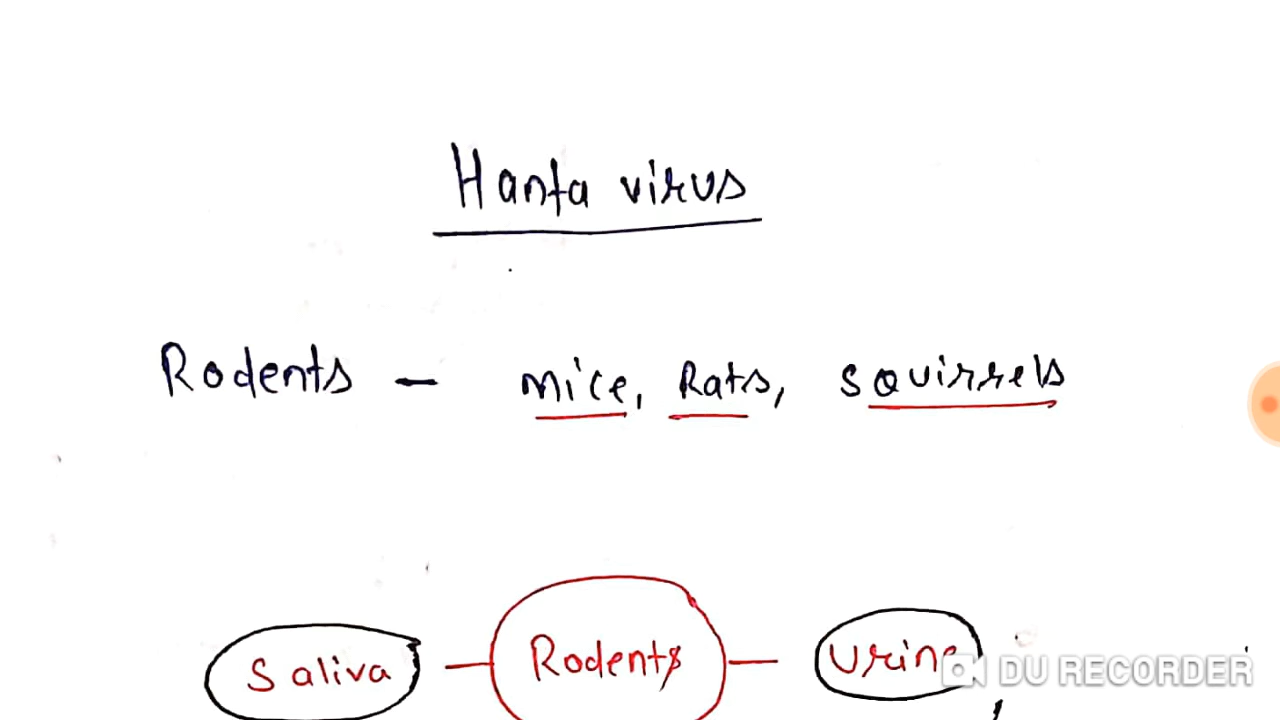 Hanta virus
Rodents - mice, Rats, squirrels
Saliva - Rodents - Urine,
DU RECORDER